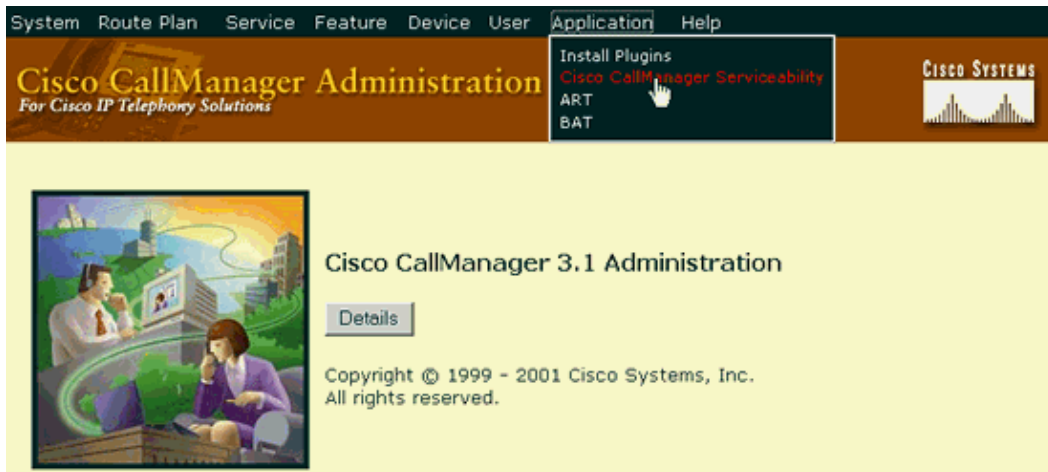 System Route Plan Service Feature Device User Application Help
Install Plugins
Cisco CallManager Serviceability
ART
BAT
Cisco CallManager Administration
For Cisco IP Telephony Solutions
CISCO SYSTEMS
Cisco CallManager 3.1 Administration
Details
Copyright © 1999 - 2001 Cisco Systems, Inc.
All rights reserved.